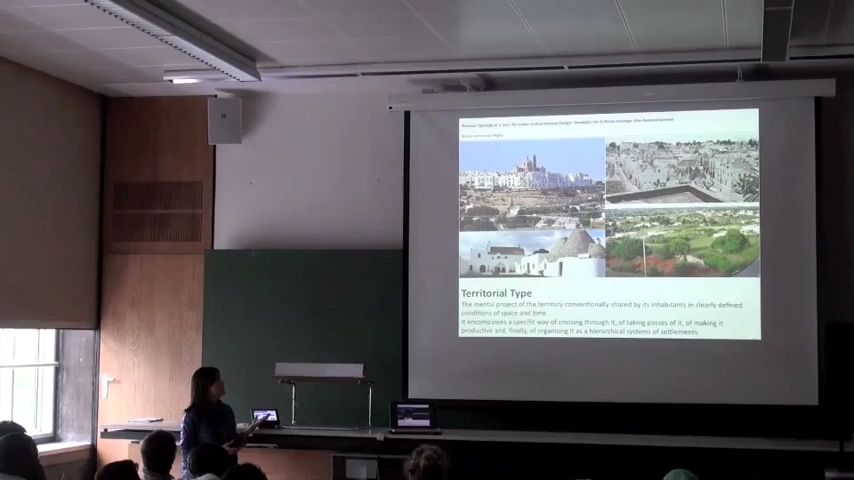 Territorial Type
The mental project of the territory conventionally shared by its inhabitants in clearly defined
conditions of space and time.
It encompasses a specific way of crossing through it, of taking posses of it, of making it
productive and, finally, of organizing it as a hierarchical systems of settlements.